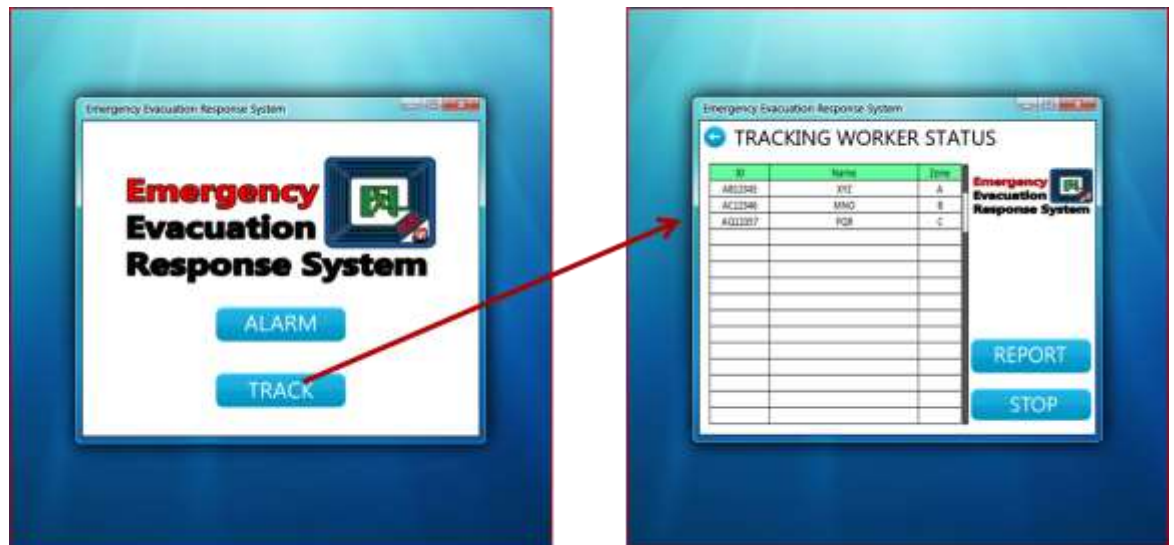 Emergency Evacuation Response System
Emergency
Evacuation
Response System
ALARM
TRACK
Emergency Evacuation Response System
TRACKING WORKER STATUS
ID Name Zone
XYZ A
MNO B
PQR C
Emergency
Evacuation
Response System
REPORT
STOP